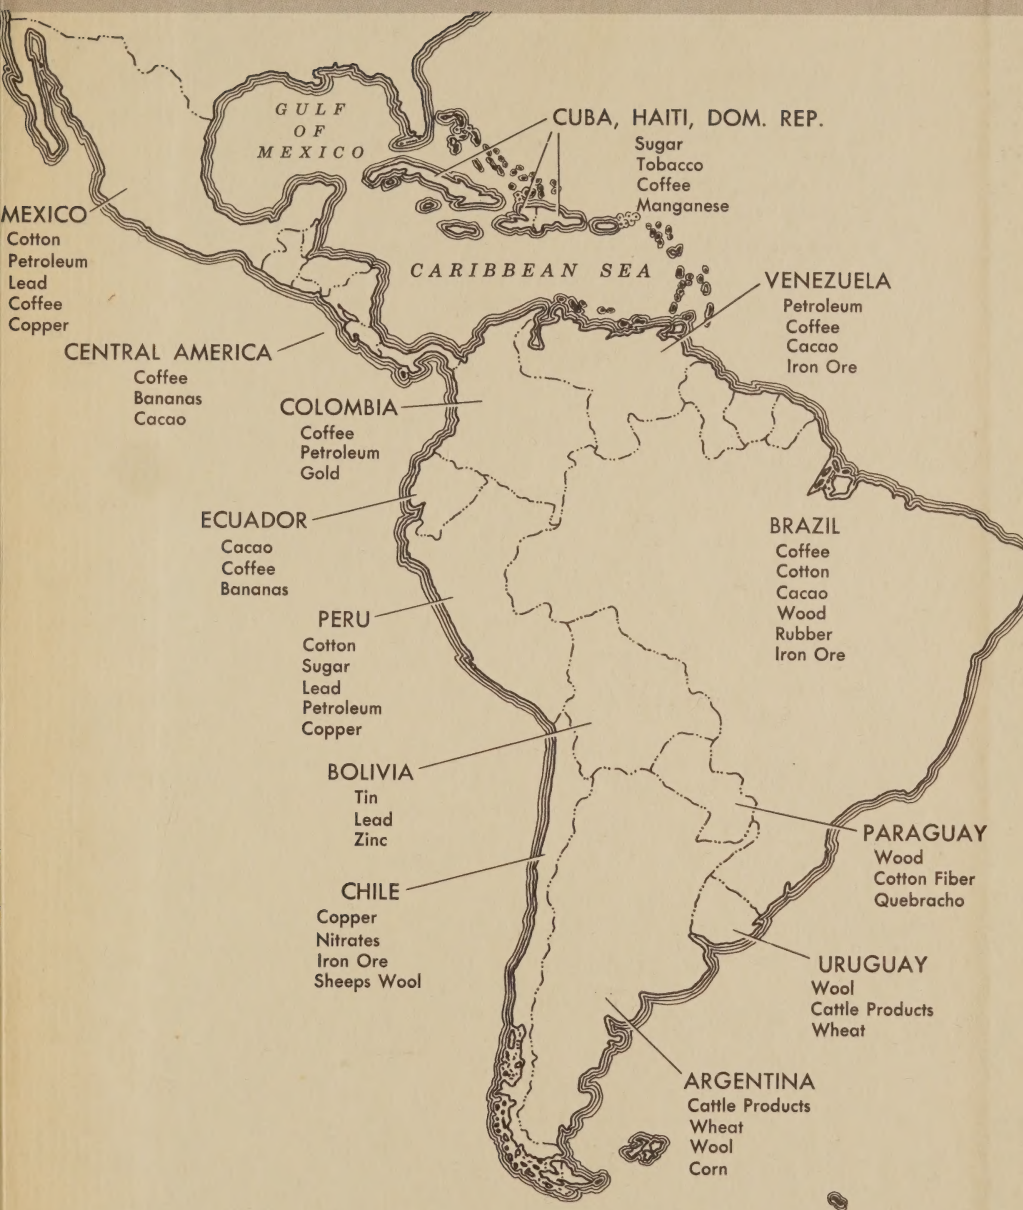 GULF
OF
MEXICO
CUBA, HAITI, DOM. REP.
Sugar
Tobacco
Coffee
Manganese
MEXICO
Cotton
Petroleum
Lead
Coffee
Copper
CARIBBEAN SEA
VENEZUELA
Petroleum
Coffee
Cacao
Iron Ore
CENTRAL AMERICA
Coffee
Bananas
Cacao
COLOMBIA
Coffee
Petroleum
Gold
ECUADOR
Cacao
Coffee
Bananas
BRAZIL
Coffee
Cotton
Cacao
Wood
Rubber
Iron Ore
PERU
Cotton
Sugar
Lead
Petroleum
Copper
BOLIVIA
Tin
Lead
Zinc
PARAGUAY
Wood
Cotton Fiber
Quebracho
CHILE
Copper
Nitrates
Iron Ore
Sheeps Wool
URUGUAY
Wool
Cattle Products
Wheat
ARGENTINA
Cattle Products
Wheat
Wool
Corn